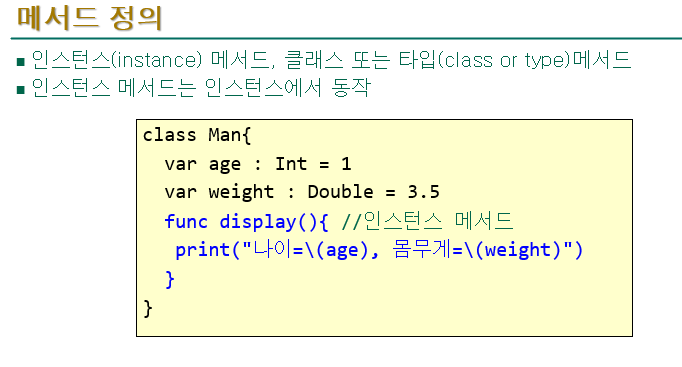 메서드 정의
인스턴스(instance) 메서드, 클래스 또는 타입(class or type)메서드
인스턴스 메서드는 인스턴스에서 동작
class Man{
  var age : Int = 1
  var weight : Double = 3.5
  func display(){ //인스턴스 메서드
   print("나이=\(age), 몸무게=\(weight)")
  }
}